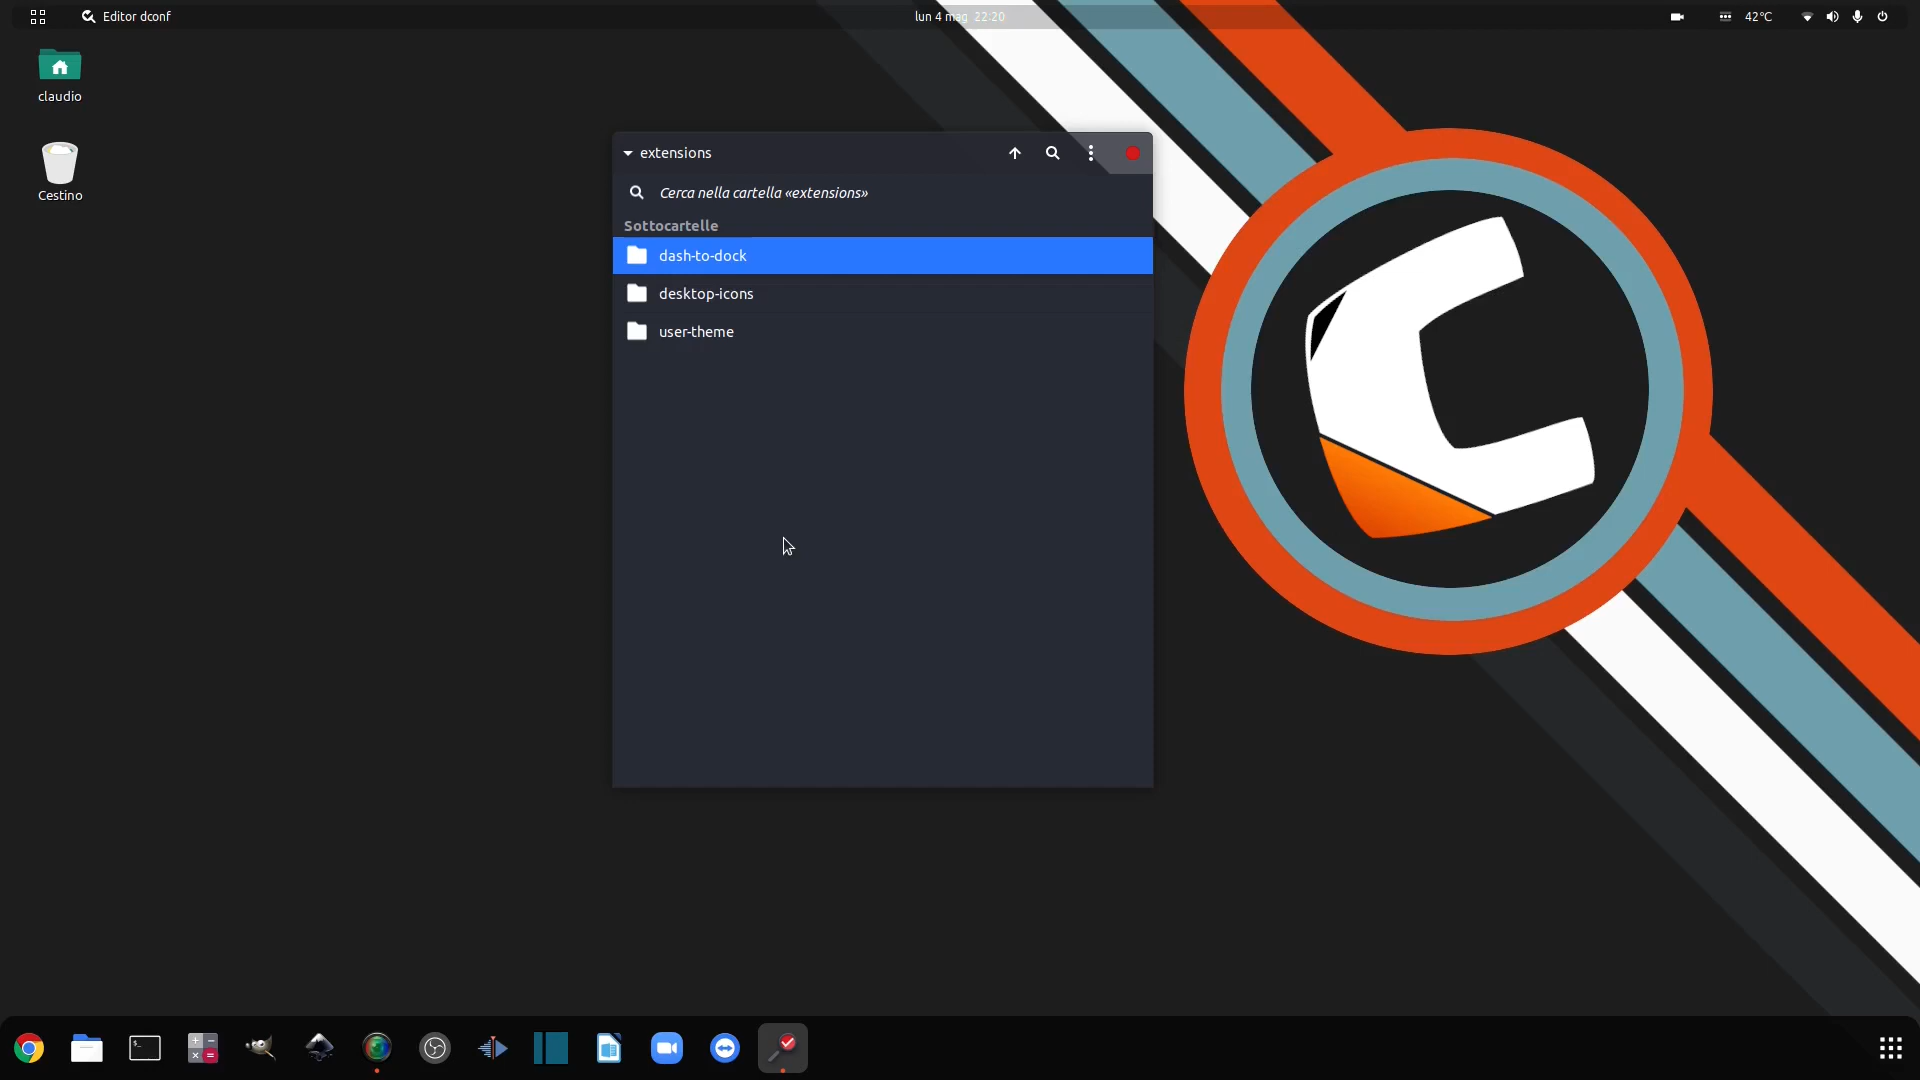 Editor dconf
lun 4 mag 22:20
42°C
claudio
Cestino
extensions
Cerca nella cartella «extensions»
Sottocartelle
dash-to-dock
desktop-icons
user-theme